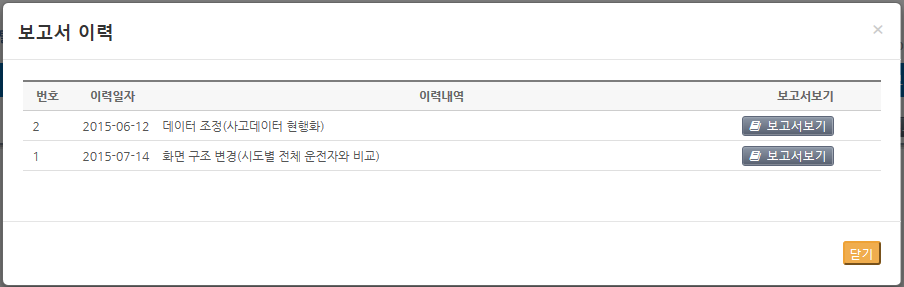 보고서 이력
×
번호 이력일자 이력내역 보고서보기
2 2015-06-12 데이터 조정(사고데이터 현행화) 보고서보기
1 2015-07-14 화면 구조 변경(시도별 전체 운전자와 비교) 보고서보기
닫기